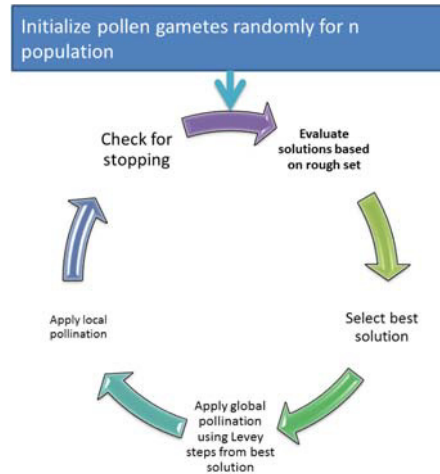 Initialize pollen gametes randomly for n
population
Evaluate
solutions based
on rough set
Select best
solution
Apply global
pollination
using Levey
steps from best
solution
Apply local
pollination
Check for
stopping